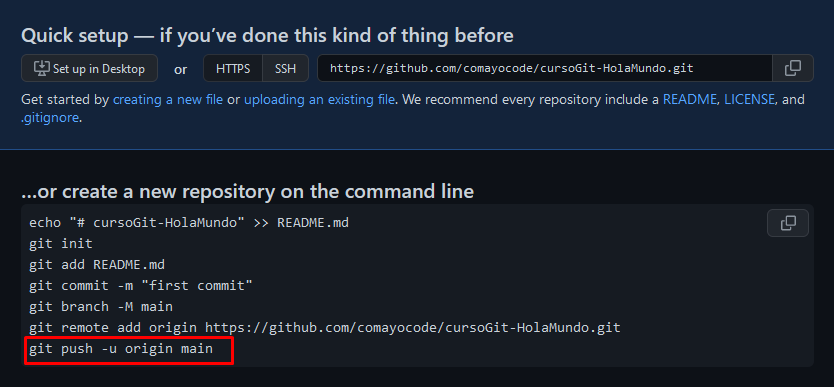 Quick setup — if you’ve done this kind of thing before
Set up in Desktop or HTTPS SSH https://github.com/comayocode/cursoGit-HolaMundo.git
Get started by creating a new file or uploading an existing file. We recommend every repository include a README, LICENSE, and
.gitignore.
…or create a new repository on the command line
echo "# cursoGit-HolaMundo" >> README.md
git init
git add README.md
git commit -m "first commit"
git branch -M main
git remote add origin https://github.com/comayocode/cursoGit-HolaMundo.git
git push -u origin main